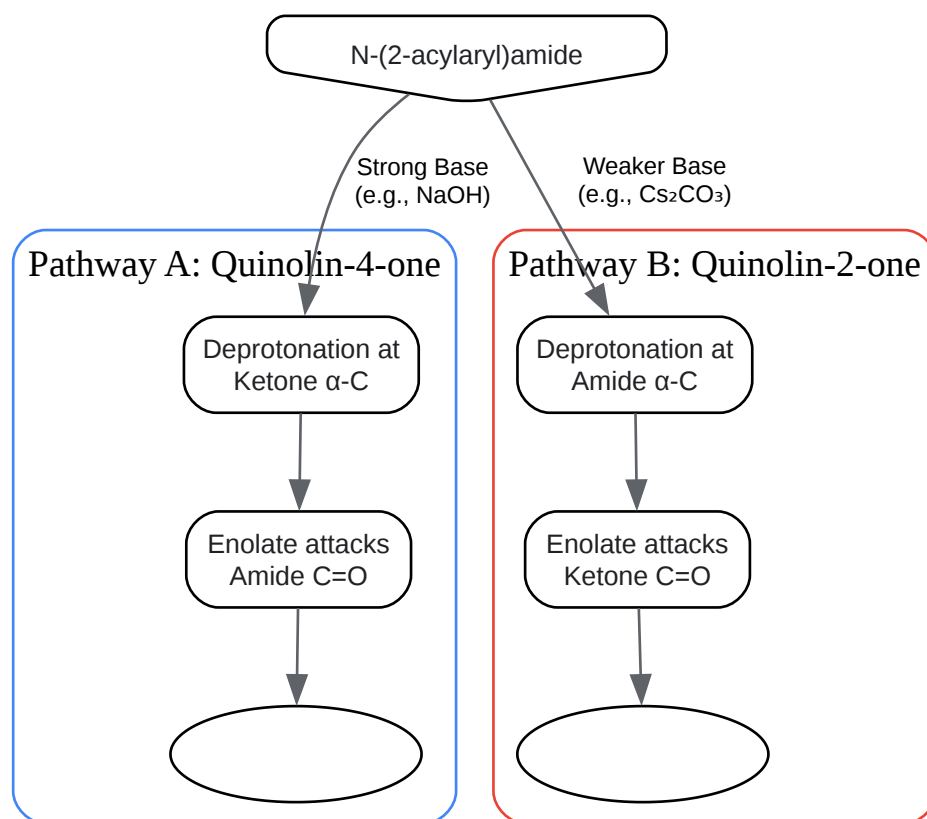 N-(2-acylaryl)amide
Strong Base
(e.g., NaOH)
Weaker Base
(e.g., Cs₂CO₃)
Pathway A: Quinolin-4-one
Pathway B: Quinolin-2-one
Deprotonation at
Ketone α-C
Deprotonation at
Amide α-C
Enolate attacks
Amide C=O
Enolate attacks
Ketone C=O